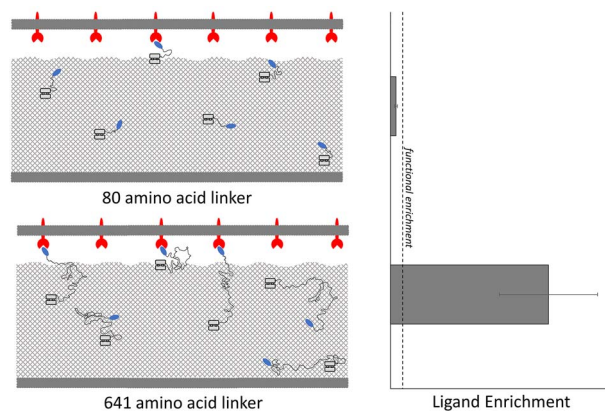 80 amino acid linker
641 amino acid linker
functional enrichment
Ligand Enrichment